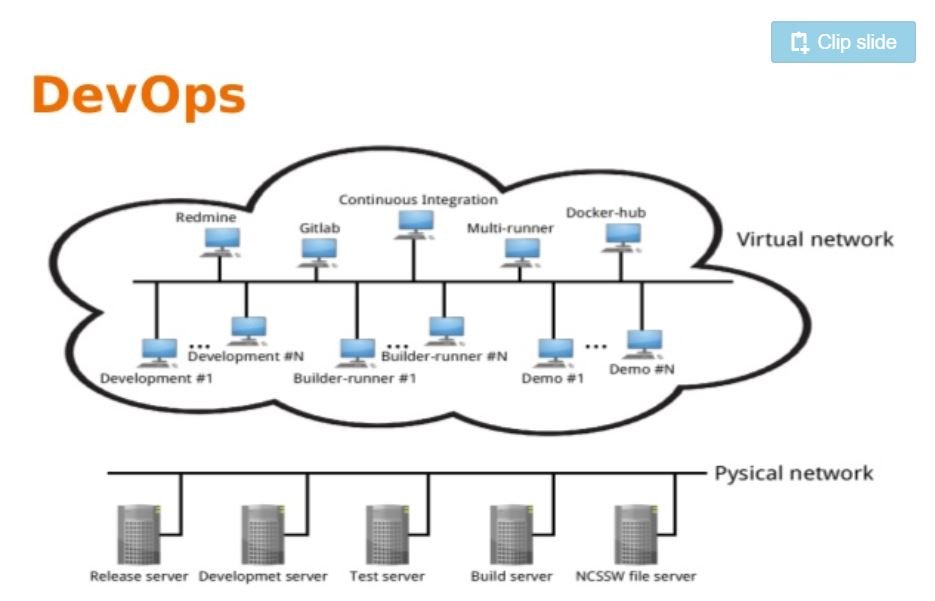 Clip slide
DevOps
Continuous Integration
Redmine
Gitlab
Multi-runner
Docker-hub
Virtual network
... Development #N
... Builder-runner #N
...
Demo #N
Development #1
Builder-runner #1
Demo #1
Pysical network
Release server
Developmet server
Test server
Build server
NCSSW file server